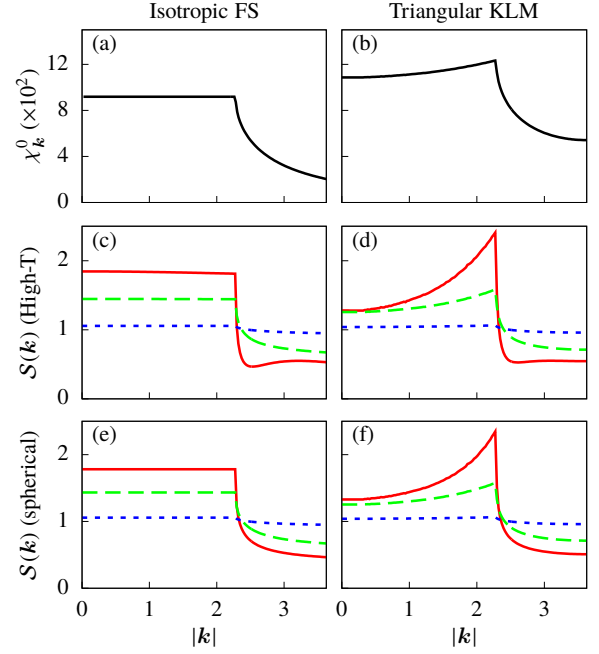 Isotropic FS Triangular KLM
(a) (b)
χ⁰ₖ (×10²)
12
8
4
0
(c) (d)
S(k) (High-T)
2
1
0
(e) (f)
S(k) (spherical)
2
1
0
0 1 2 3 0 1 2 3
|k| |k|